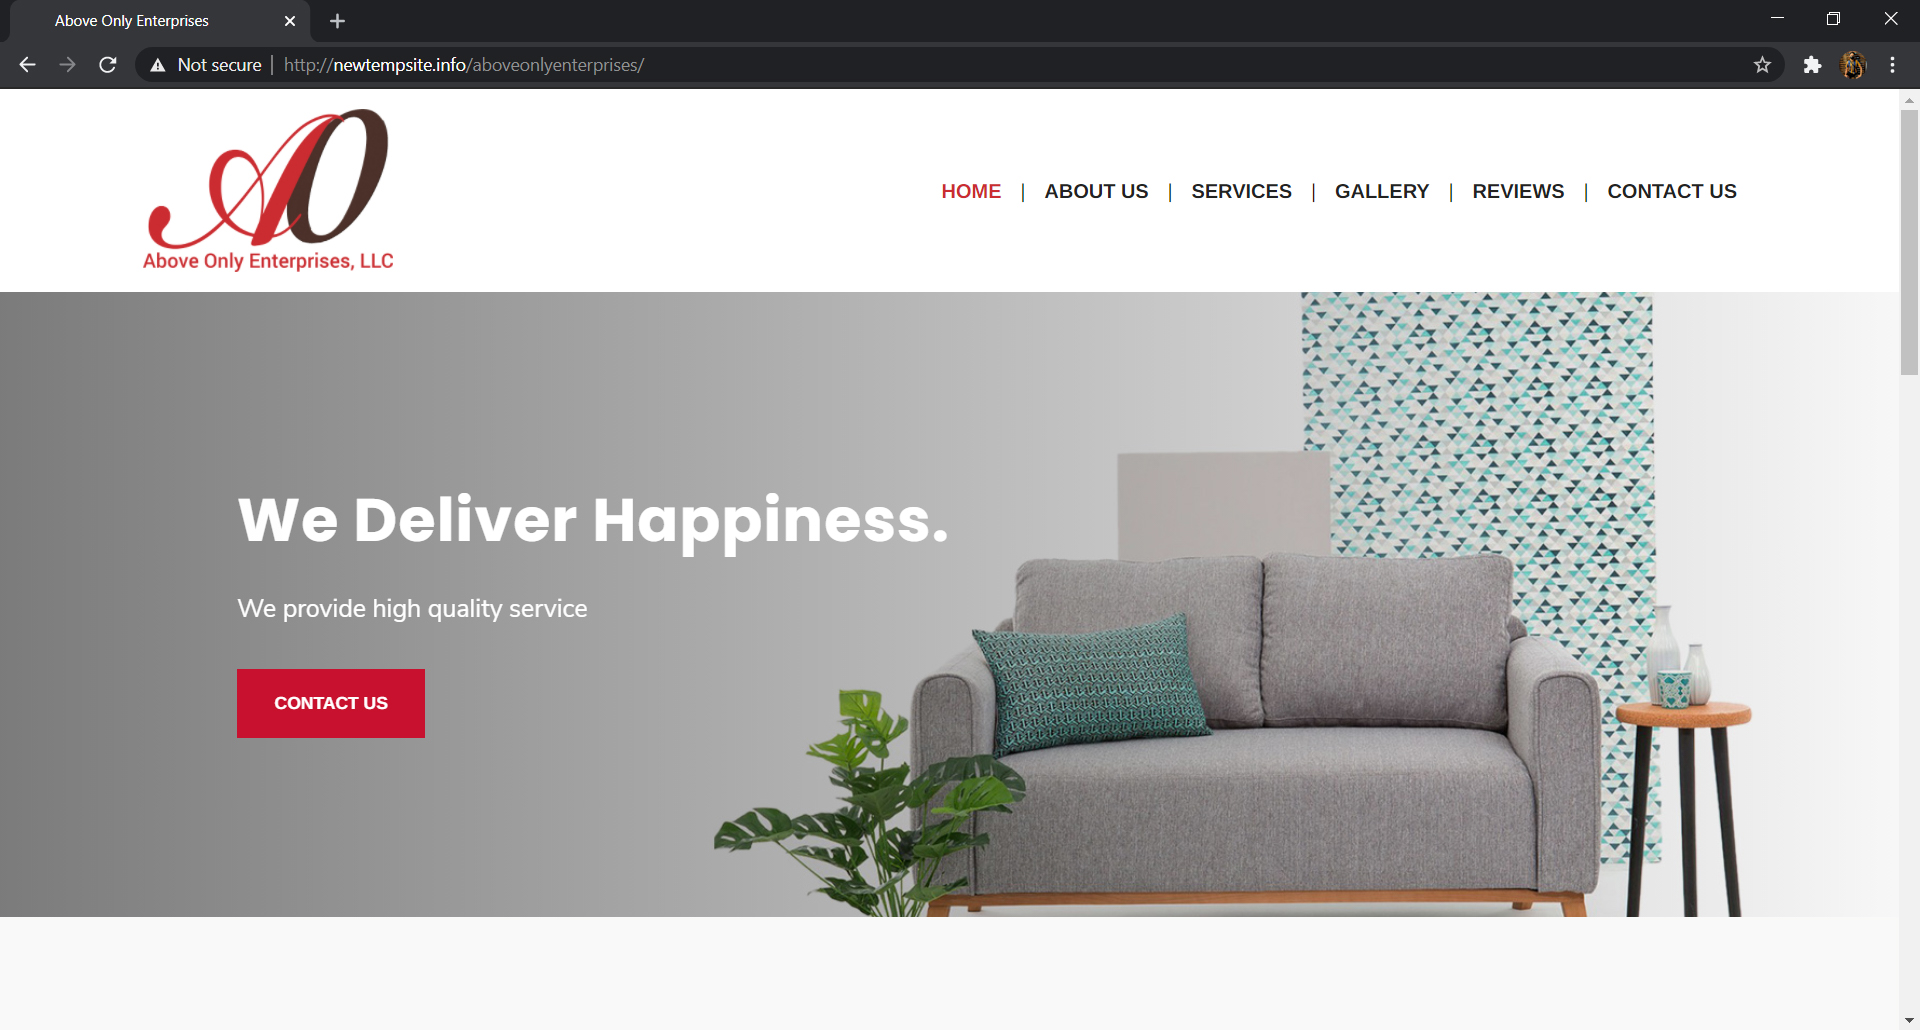 Above Only Enterprises
Not secure | http://newtempsite.info/aboveonlyenterprises/
AO
Above Only Enterprises, LLC
HOME | ABOUT US | SERVICES | GALLERY | REVIEWS | CONTACT US
We Deliver Happiness.
We provide high quality service
CONTACT US